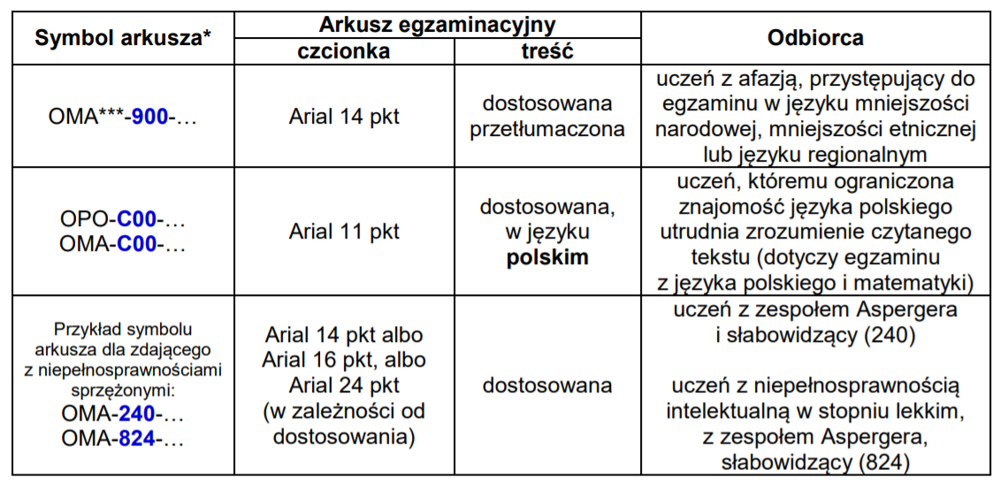 Symbol arkusza*
Arkusz egzaminacyjny
czcionka
treść
Odbiorca
OMA***-900-…
Arial 14 pkt
dostosowana
przetłumaczona
uczeń z afazją, przystępujący do
egzaminu w języku mniejszości
narodowej, mniejszości etnicznej
lub języku regionalnym
OPO-C00-…
OMA-C00-…
Arial 11 pkt
dostosowana,
w języku
polskim
uczeń, któremu ograniczona
znajomość języka polskiego
utrudnia zrozumienie czytanego
tekstu (dotyczy egzaminu
z języka polskiego i matematyki)
Przykład symbolu
arkusza dla zdającego
z niepełnosprawnościami
sprzężonymi:
OMA-240-…
OMA-824-…
Arial 14 pkt albo
Arial 16 pkt, albo
Arial 24 pkt
(w zależności od
dostosowania)
dostosowana
uczeń z zespołem Aspergera
i słabowidzący (240)
uczeń z niepełnosprawnością
intelektualną w stopniu lekkim,
z zespołem Aspergera,
słabowidzący (824)